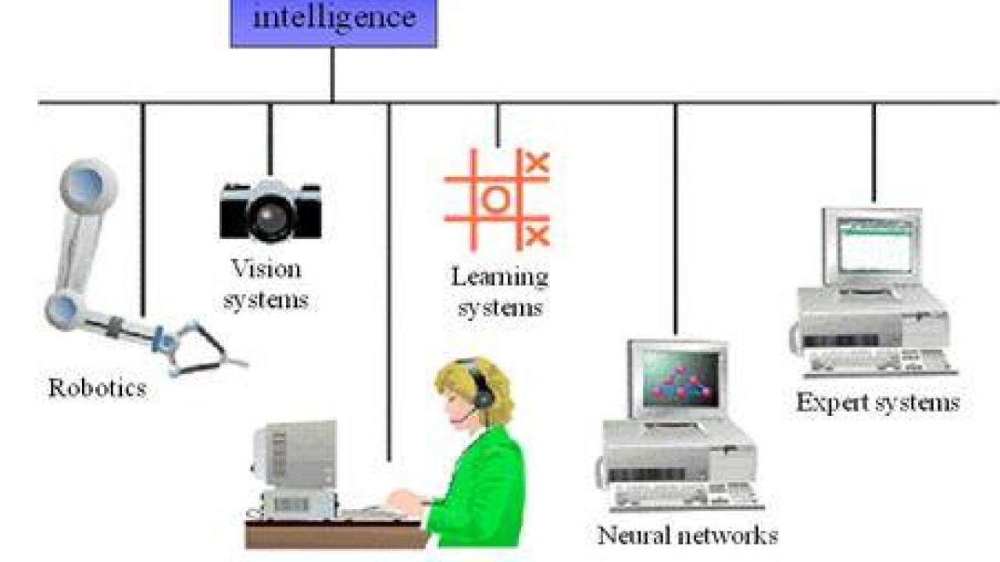 intelligence
Vision
systems
Learning
systems
Robotics
Expert systems
Neural networks